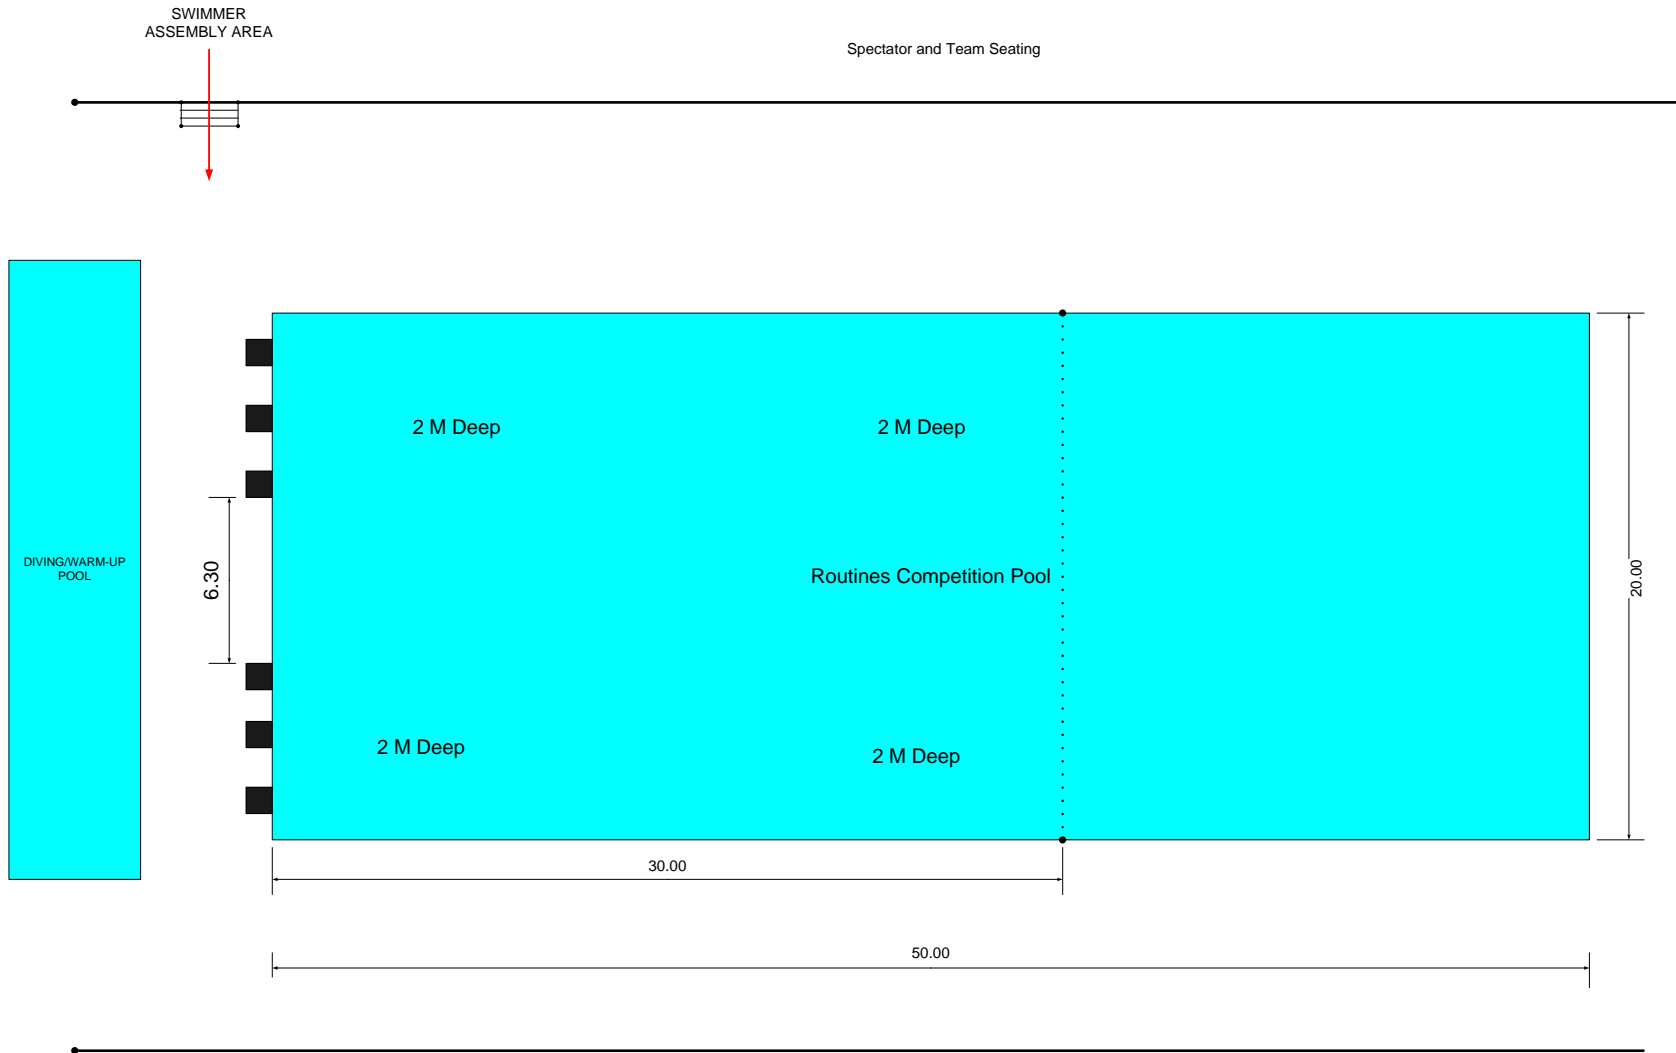 SWIMMER
ASSEMBLY AREA
Spectator and Team Seating
2 M Deep
2 M Deep
DIVING/WARM-UP
POOL
6.30
Routines Competition Pool
20.00
2 M Deep
2 M Deep
30.00
50.00